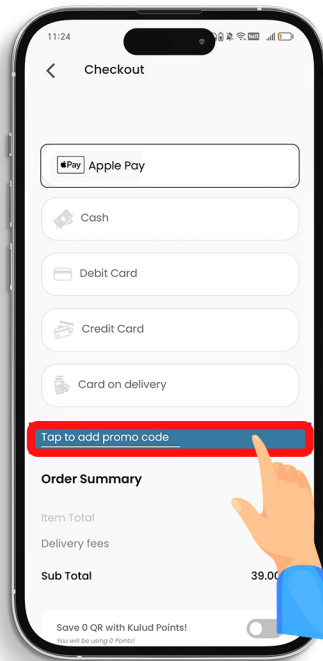 11:24
Checkout
Pay Apple Pay
Cash
Debit Card
Credit Card
Card on delivery
Tap to add promo code
Order Summary
Item Total
Delivery fees
Sub Total 39.00
Save 0 QR with Kulud Points!
You will be using 0 Points!